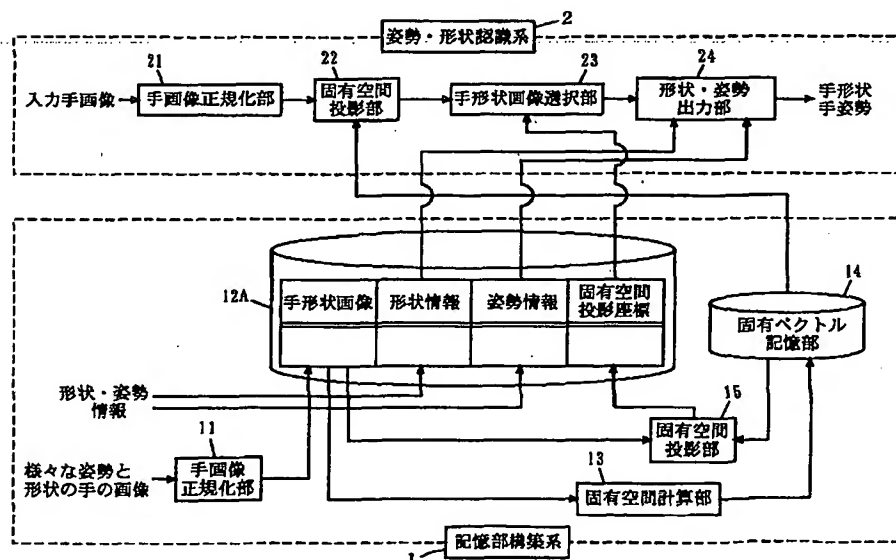 姿勢・形状認識系
2
21
22
23
24
入力手画像
手画像正規化部
固有空間
投影部
手形状画像選択部
形状・姿勢
出力部
手形状
手姿勢
12A
手形状画像
形状情報
姿勢情報
固有空間
投影座標
14
固有ベクトル
記憶部
形状・姿勢
情報
11
15
様々な姿勢と
形状の手の画像
手画像
正規化部
固有空間
投影部
13
固有空間計算部
1
記憶部構築系